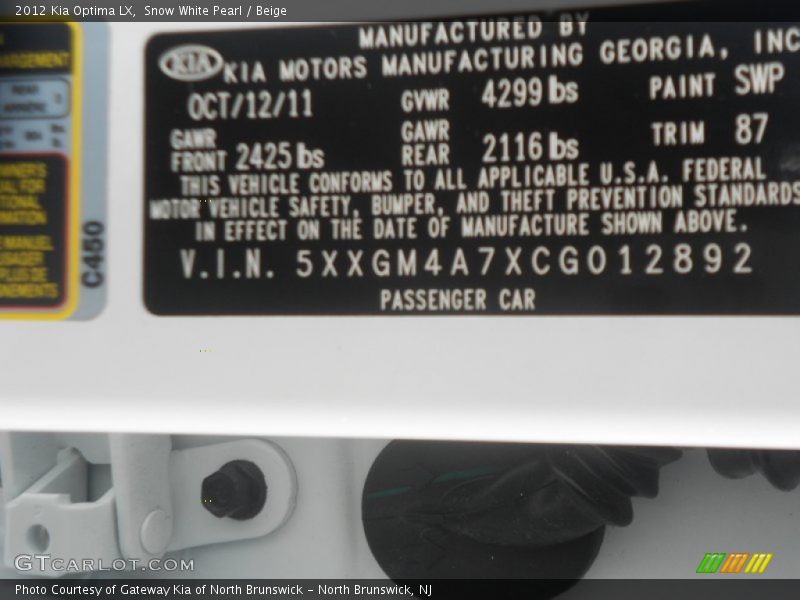 2012 Kia Optima LX, Snow White Pearl / Beige
MANUFACTURED BY
KIA KIA MOTORS MANUFACTURING GEORGIA, INC
OCT/12/11 GVWR 4299 lbs PAINT SWP
GAWR FRONT 2425 lbs GAWR REAR 2116 lbs TRIM 87
THIS VEHICLE CONFORMS TO ALL APPLICABLE U.S.A. FEDERAL
MOTOR VEHICLE SAFETY, BUMPER, AND THEFT PREVENTION STANDARDS
IN EFFECT ON THE DATE OF MANUFACTURE SHOWN ABOVE.
V.I.N. 5XXGM4A7XCG012892
PASSENGER CAR
C450
GTCARLOT.COM
Photo Courtesy of Gateway Kia of North Brunswick – North Brunswick, NJ